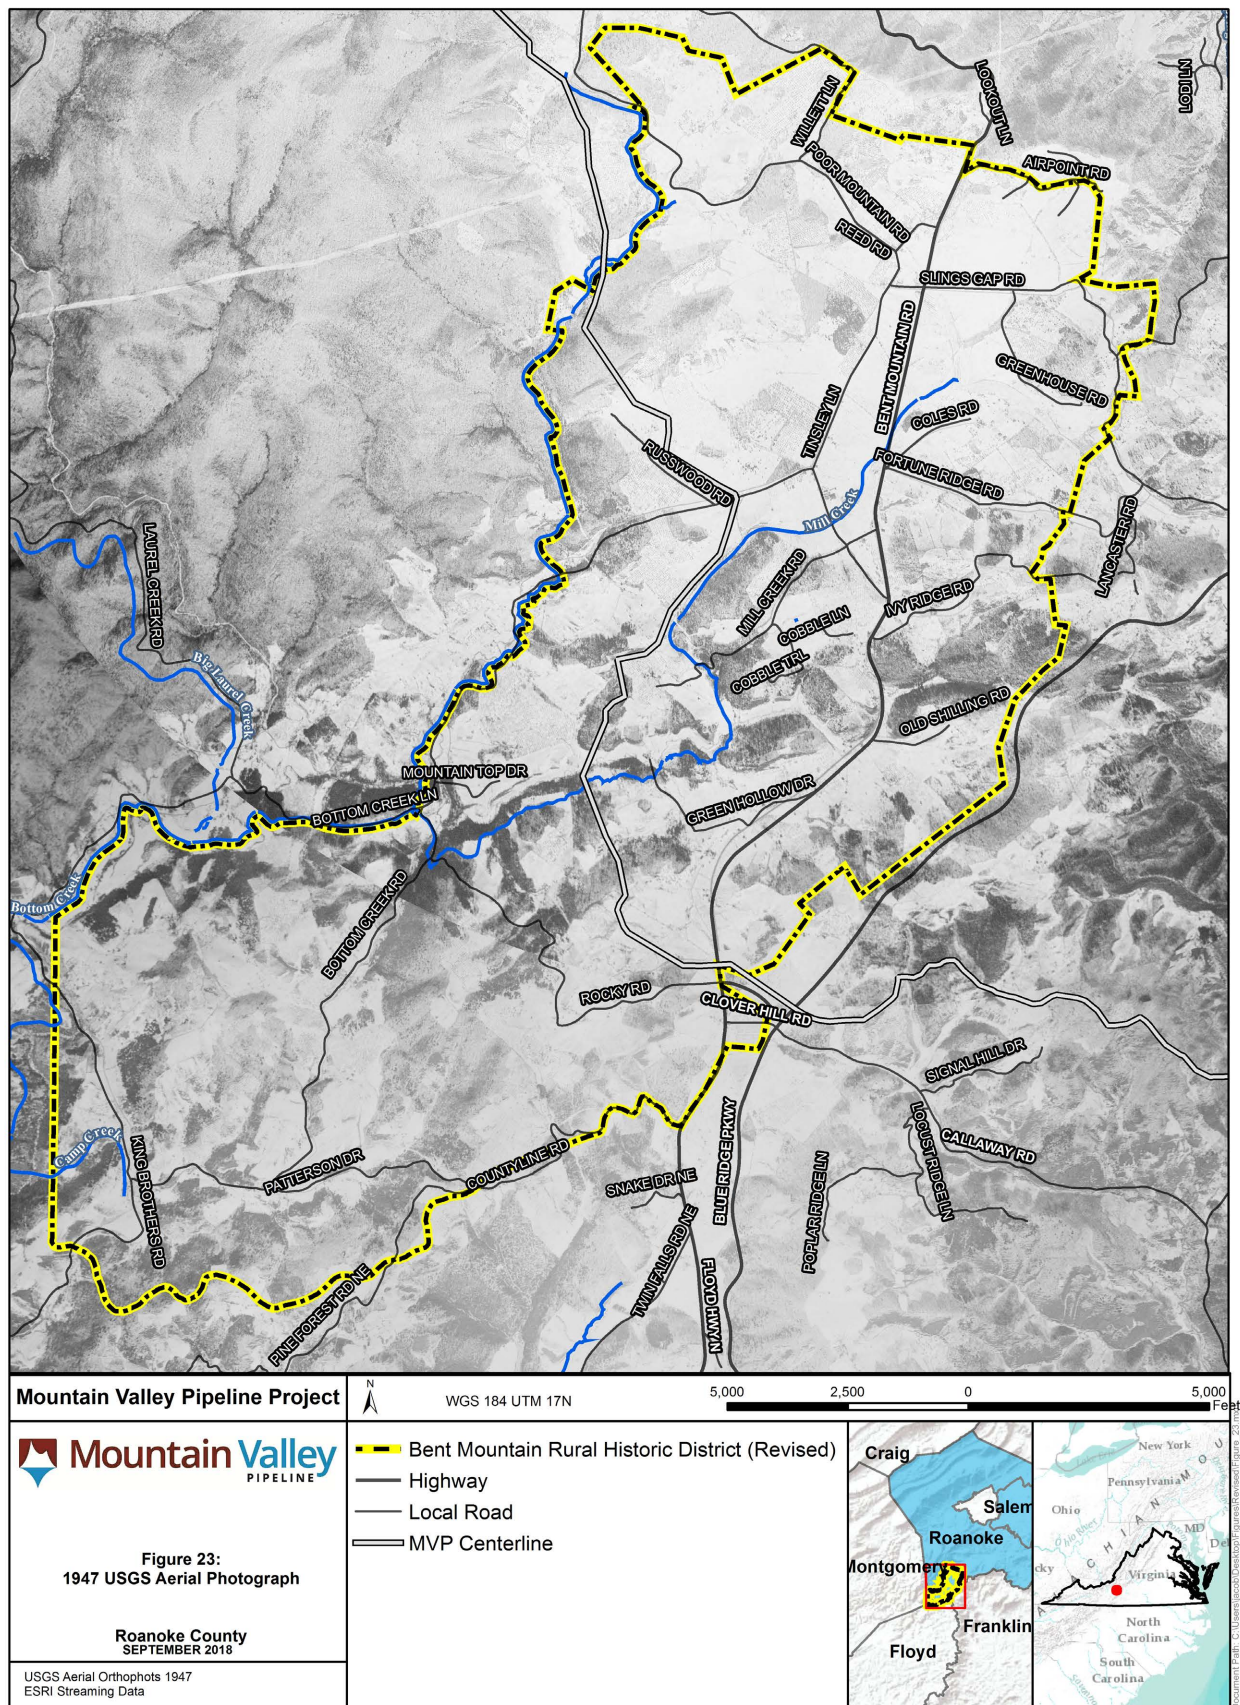 LODI LN
LOOKOUT LN
WILLETT LN
AIRPOINT RD
POOR MOUNTAIN RD
REED RD
SLINGS GAP RD
BENT MOUNTAIN RD
GREENHOUSE RD
TINSLEY LN
COLES RD
RUSSWOOD RD
FORTUNE RIDGE RD
Mill Creek
LANCASTER RD
LAUREL CREEK RD
MILL CREEK RD
IVY RIDGE RD
COBBLE LN
COBBLE TRL
Big Laurel Creek
OLD SHILLING RD
MOUNTAIN TOP DR
BOTTOM CREEK LN
GREEN HOLLOW DR
Bottom Creek
BOTTOM CREEK RD
ROCKY RD
CLOVER HILL RD
SIGNAL HILL DR
Camp Creek
KING BROTHERS RD
PATTERSON DR
COUNTYLINE RD
SNAKE DR NE
BLUE RIDGE PKWY
LOCUST RIDGE LN
CALLAWAY RD
POPLAR RIDGE LN
TWIN FALLS RD NE
FLOYD HWY N
PINE FOREST RD NE
Mountain Valley Pipeline Project
N
WGS 184 UTM 17N
5,000 2,500 0 5,000
Feet
Mountain Valley
PIPELINE
Figure 23:
1947 USGS Aerial Photograph
Roanoke County
SEPTEMBER 2018
USGS Aerial Orthophots 1947
ESRI Streaming Data
Bent Mountain Rural Historic District (Revised)
Highway
Local Road
MVP Centerline
Craig
Salem
Roanoke
Montgomery
Franklin
Floyd
New York
Pennsylvania
Ohio
Ohio River
MD
Del
cky
Virginia
North
Carolina
South
Carolina
Savannah
A C H I A N M O U